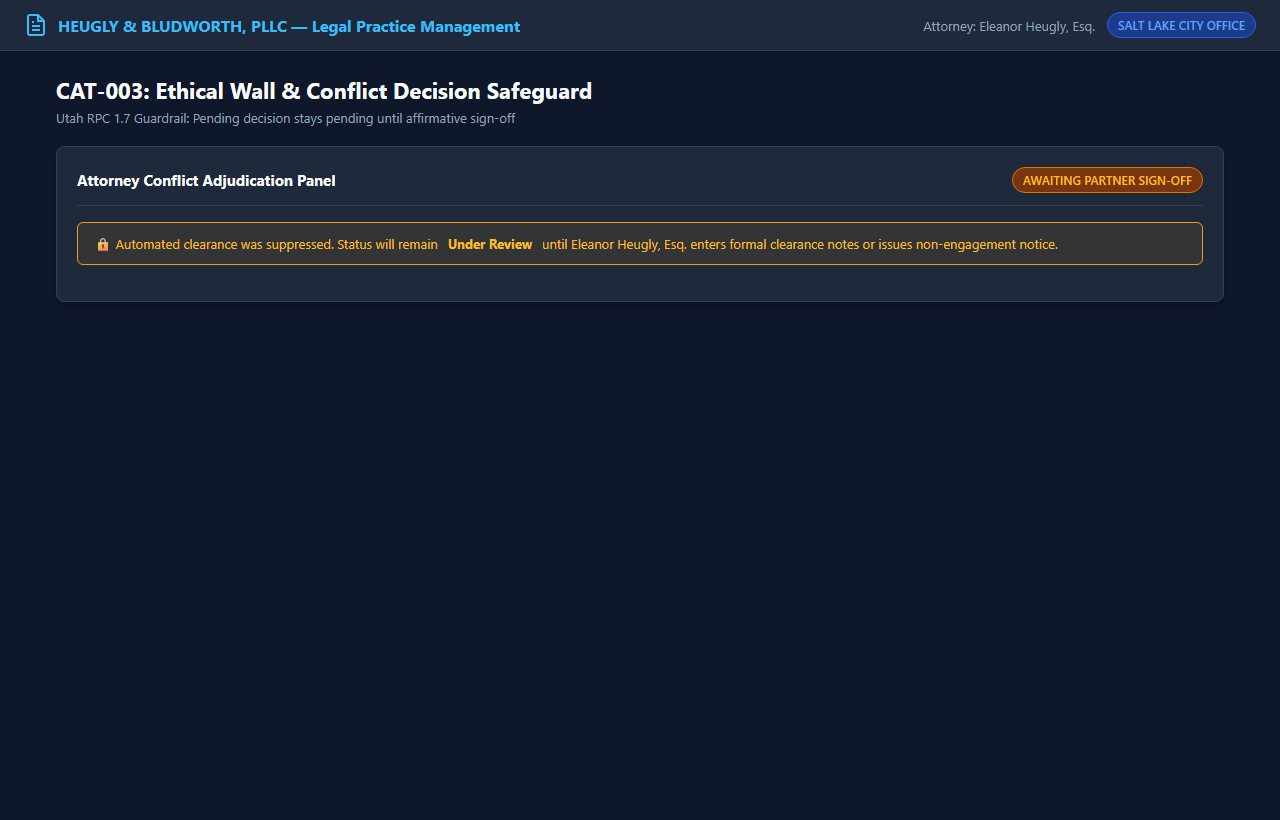 HEUGLY & BLUDWORTH, PLLC — Legal Practice Management
Attorney: Eleanor Heugly, Esq.
SALT LAKE CITY OFFICE
CAT-003: Ethical Wall & Conflict Decision Safeguard
Utah RPC 1.7 Guardrail: Pending decision stays pending until affirmative sign-off
Attorney Conflict Adjudication Panel
AWAITING PARTNER SIGN-OFF
Automated clearance was suppressed. Status will remain Under Review until Eleanor Heugly, Esq. enters formal clearance notes or issues non-engagement notice.